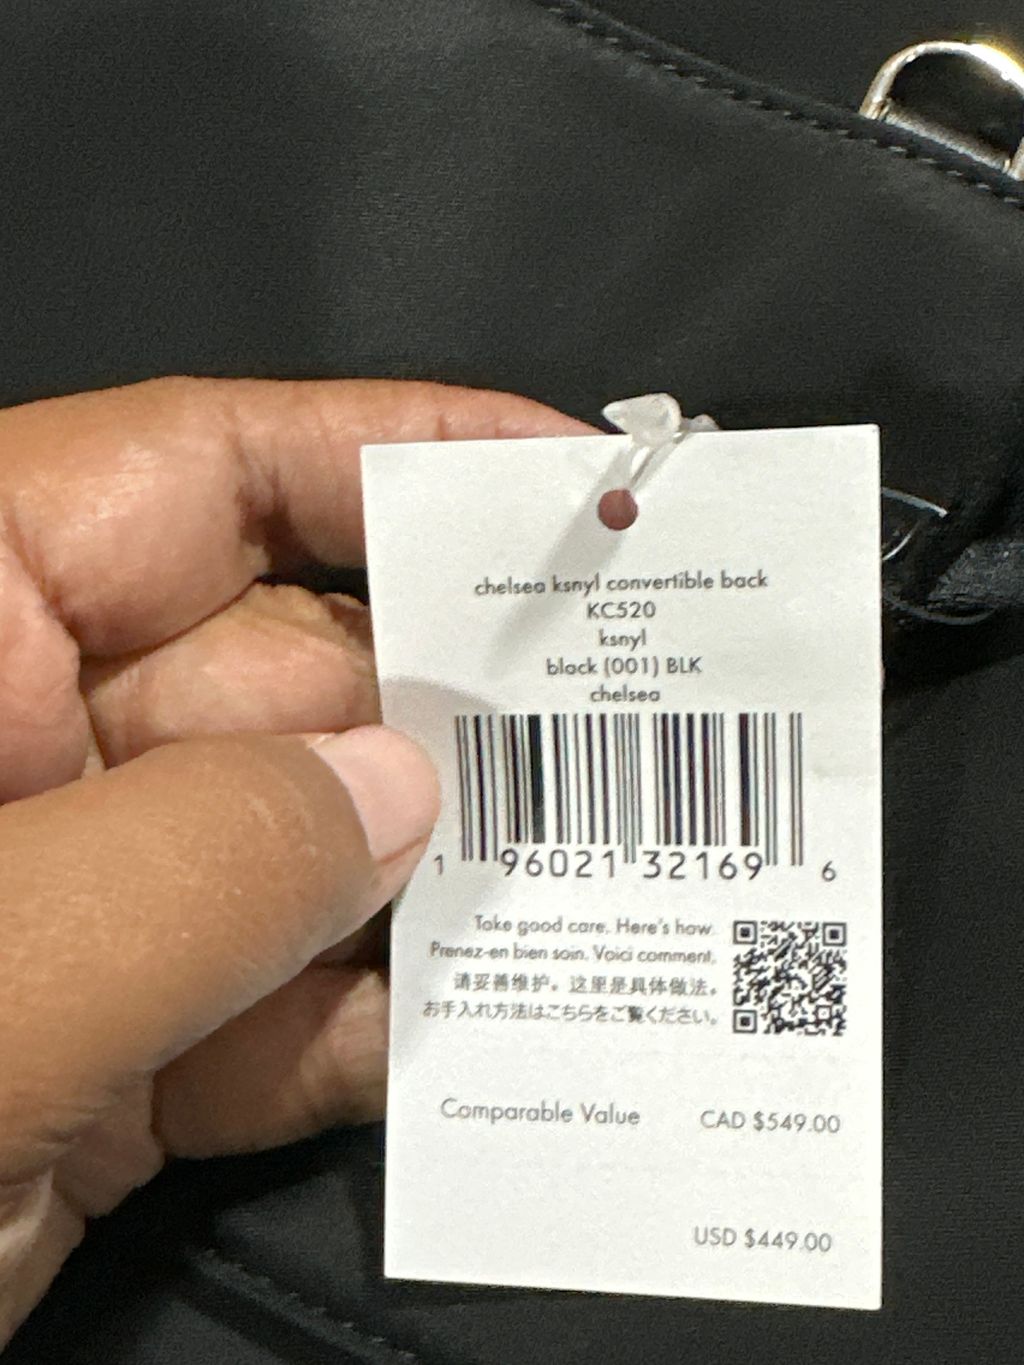 chelsea ksnyl convertible back
KC520
ksnyl
black (001) BLK
chelsea
1 96021 32169 6
Take good care. Here's how.
Prenez-en bien soin. Voici comment.
请妥善维护。这里是具体做法。
お手入れ方法はこちらをご覧ください。
Comparable Value CAD $549.00
USD $449.00